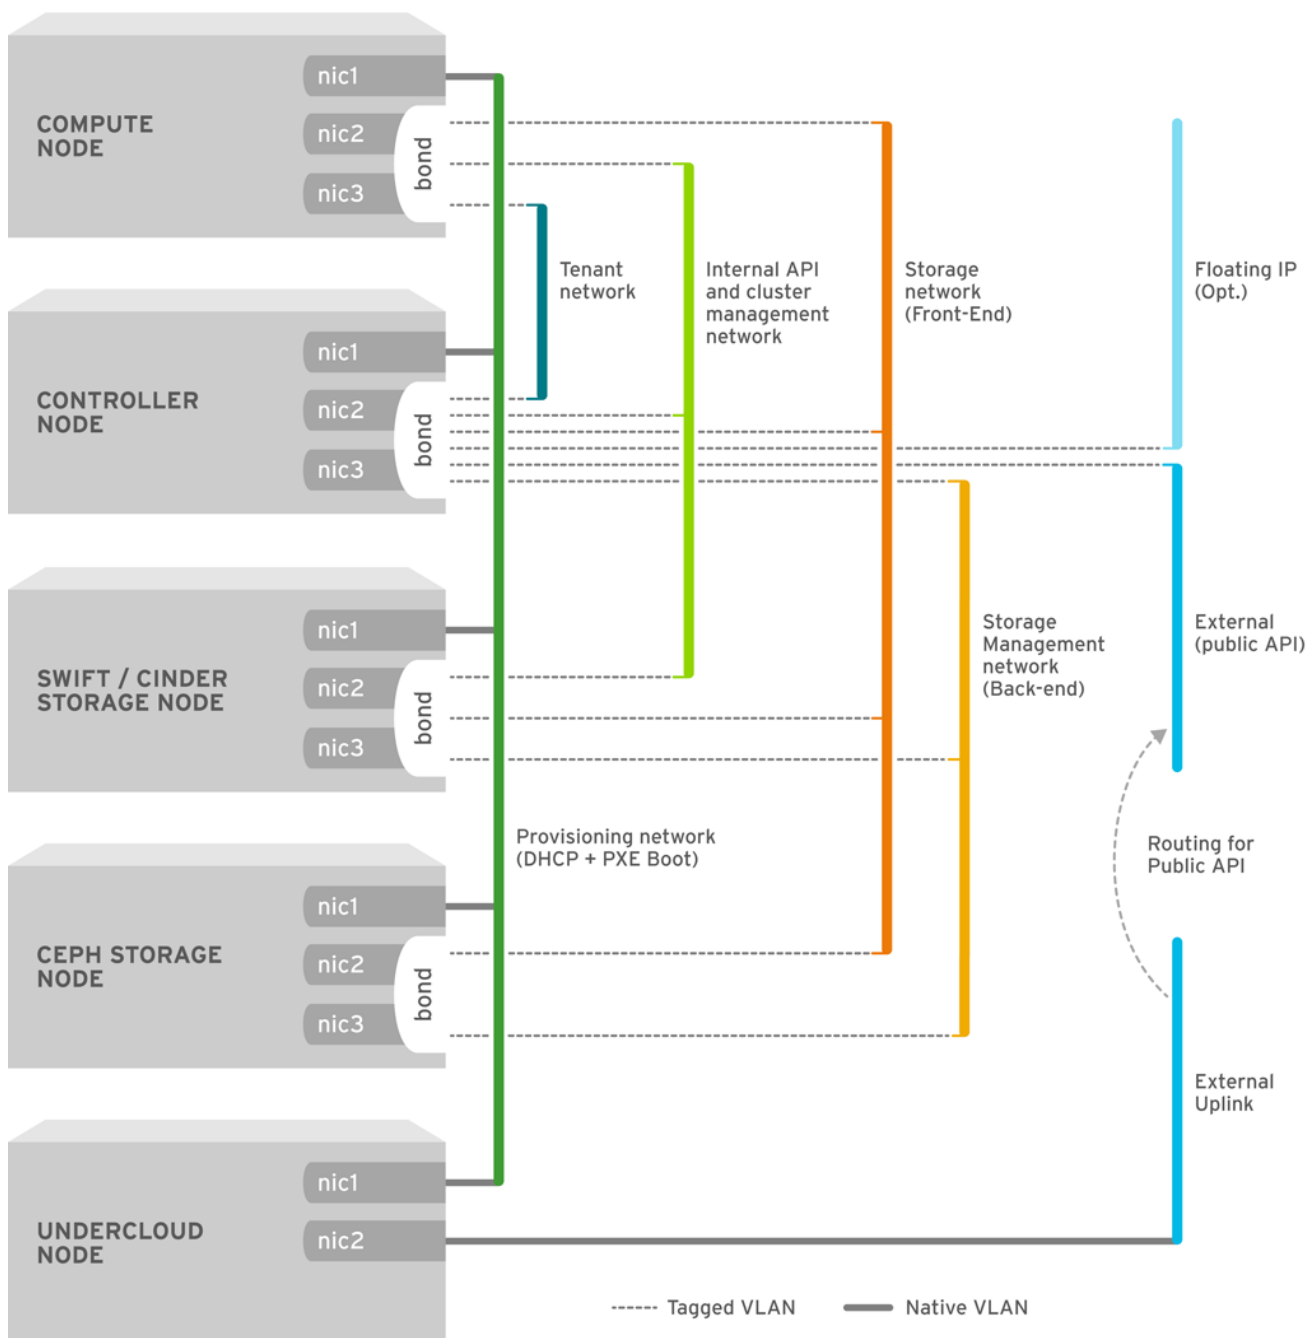 nic1
COMPUTE
NODE
nic2
nic3
bond
Tenant
network
Internal API
and cluster
management
network
Storage
network
(Front-End)
Floating IP
(Opt.)
nic1
CONTROLLER
NODE
nic2
nic3
bond
nic1
SWIFT / CINDER
STORAGE NODE
nic2
nic3
bond
Storage
Management
network
(Back-end)
External
(public API)
Provisioning network
(DHCP + PXE Boot)
Routing for
Public API
nic1
CEPH STORAGE
NODE
nic2
nic3
bond
External
Uplink
nic1
UNDERCLOUD
NODE
nic2
Tagged VLAN
Native VLAN